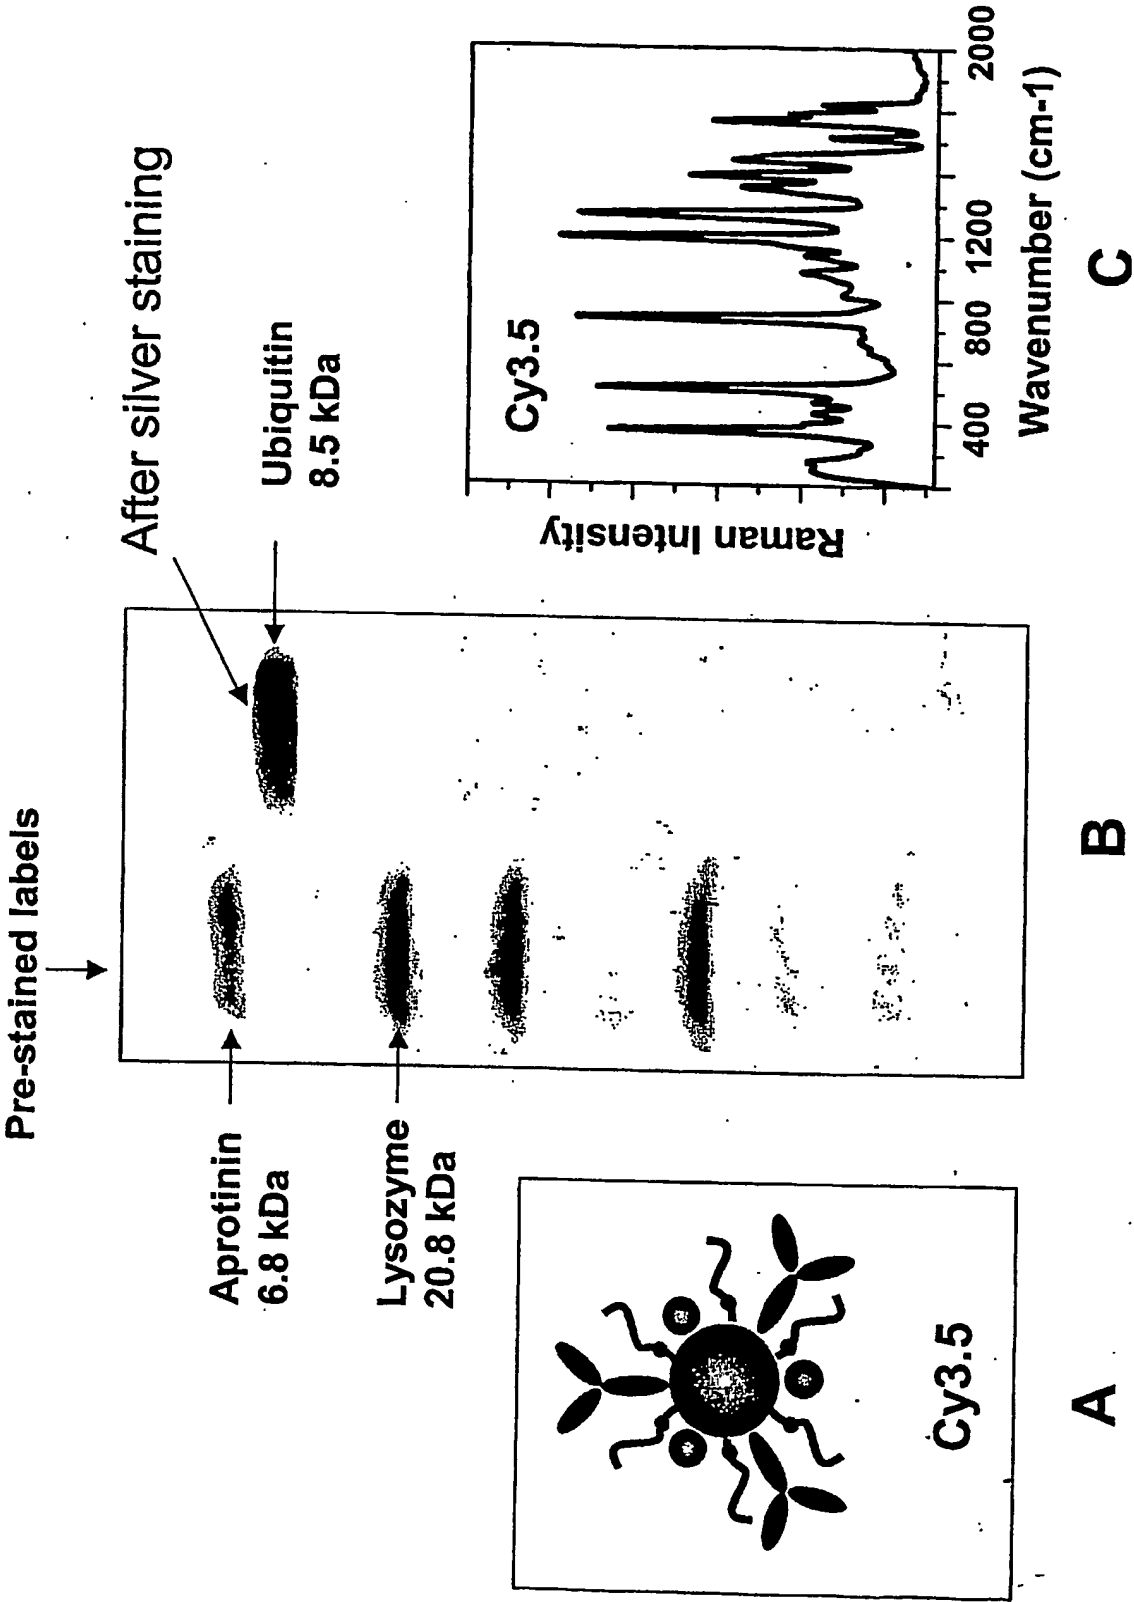 Pre-stained labels
After silver staining
Aprotinin
6.8 kDa
Lysozyme
20.8 kDa
Ubiquitin
8.5 kDa
Cy3.5
A
B
Cy3.5
Raman Intensity
400
800
1200
2000
Wavenumber (cm-1)
C